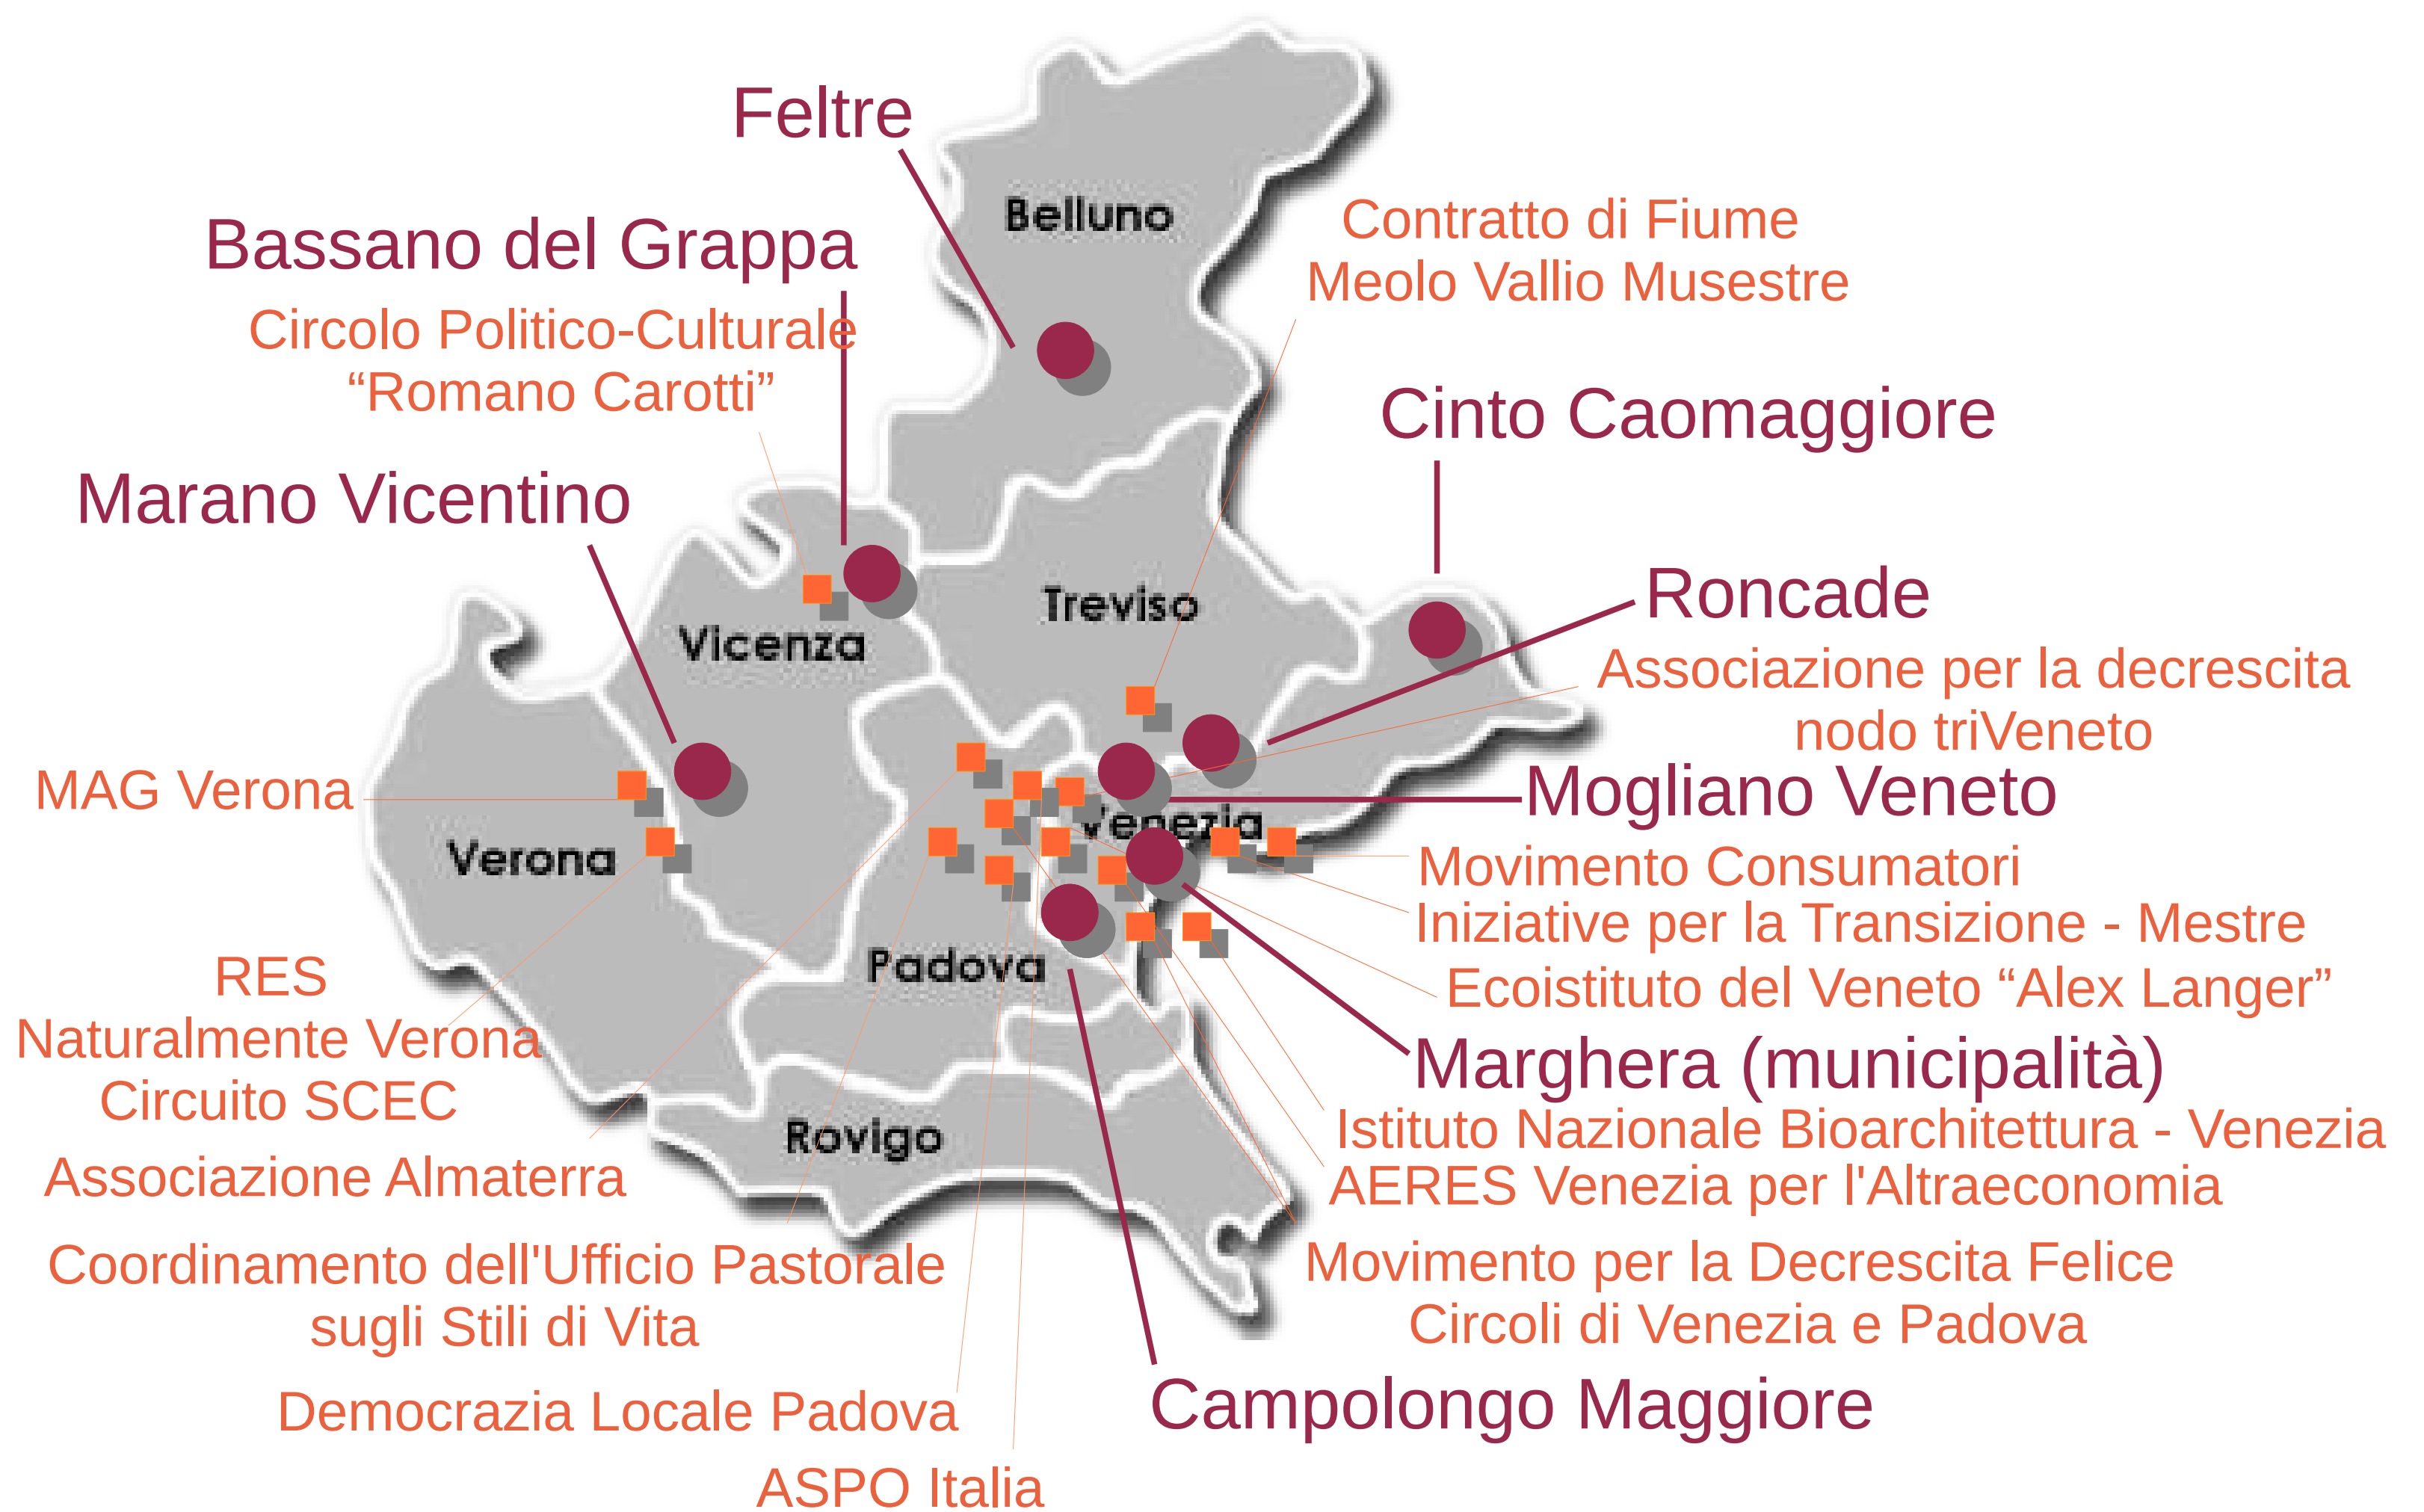 Feltre
Belluno
Contratto di Fiume
Meolo Vallio Musestre
Bassano del Grappa
Circolo Politico-Culturale
“Romano Carotti”
Cinto Caomaggiore
Marano Vicentino
Roncade
Treviso
Vicenza
Associazione per la decrescita
nodo triVeneto
MAG Verona
Mogliano Veneto
Venezia
Verona
Movimento Consumatori
Iniziative per la Transizione - Mestre
Padova
Ecoistituto del Veneto “Alex Langer”
RES
Naturalmente Verona
Circuito SCEC
Marghera (municipalità)
Rovigo
Istituto Nazionale Bioarchitettura - Venezia
Associazione Almaterra
AERES Venezia per l'Altraeconomia
Coordinamento dell'Ufficio Pastorale
sugli Stili di Vita
Movimento per la Decrescita Felice
Circoli di Venezia e Padova
Democrazia Locale Padova
Campolongo Maggiore
ASPO Italia